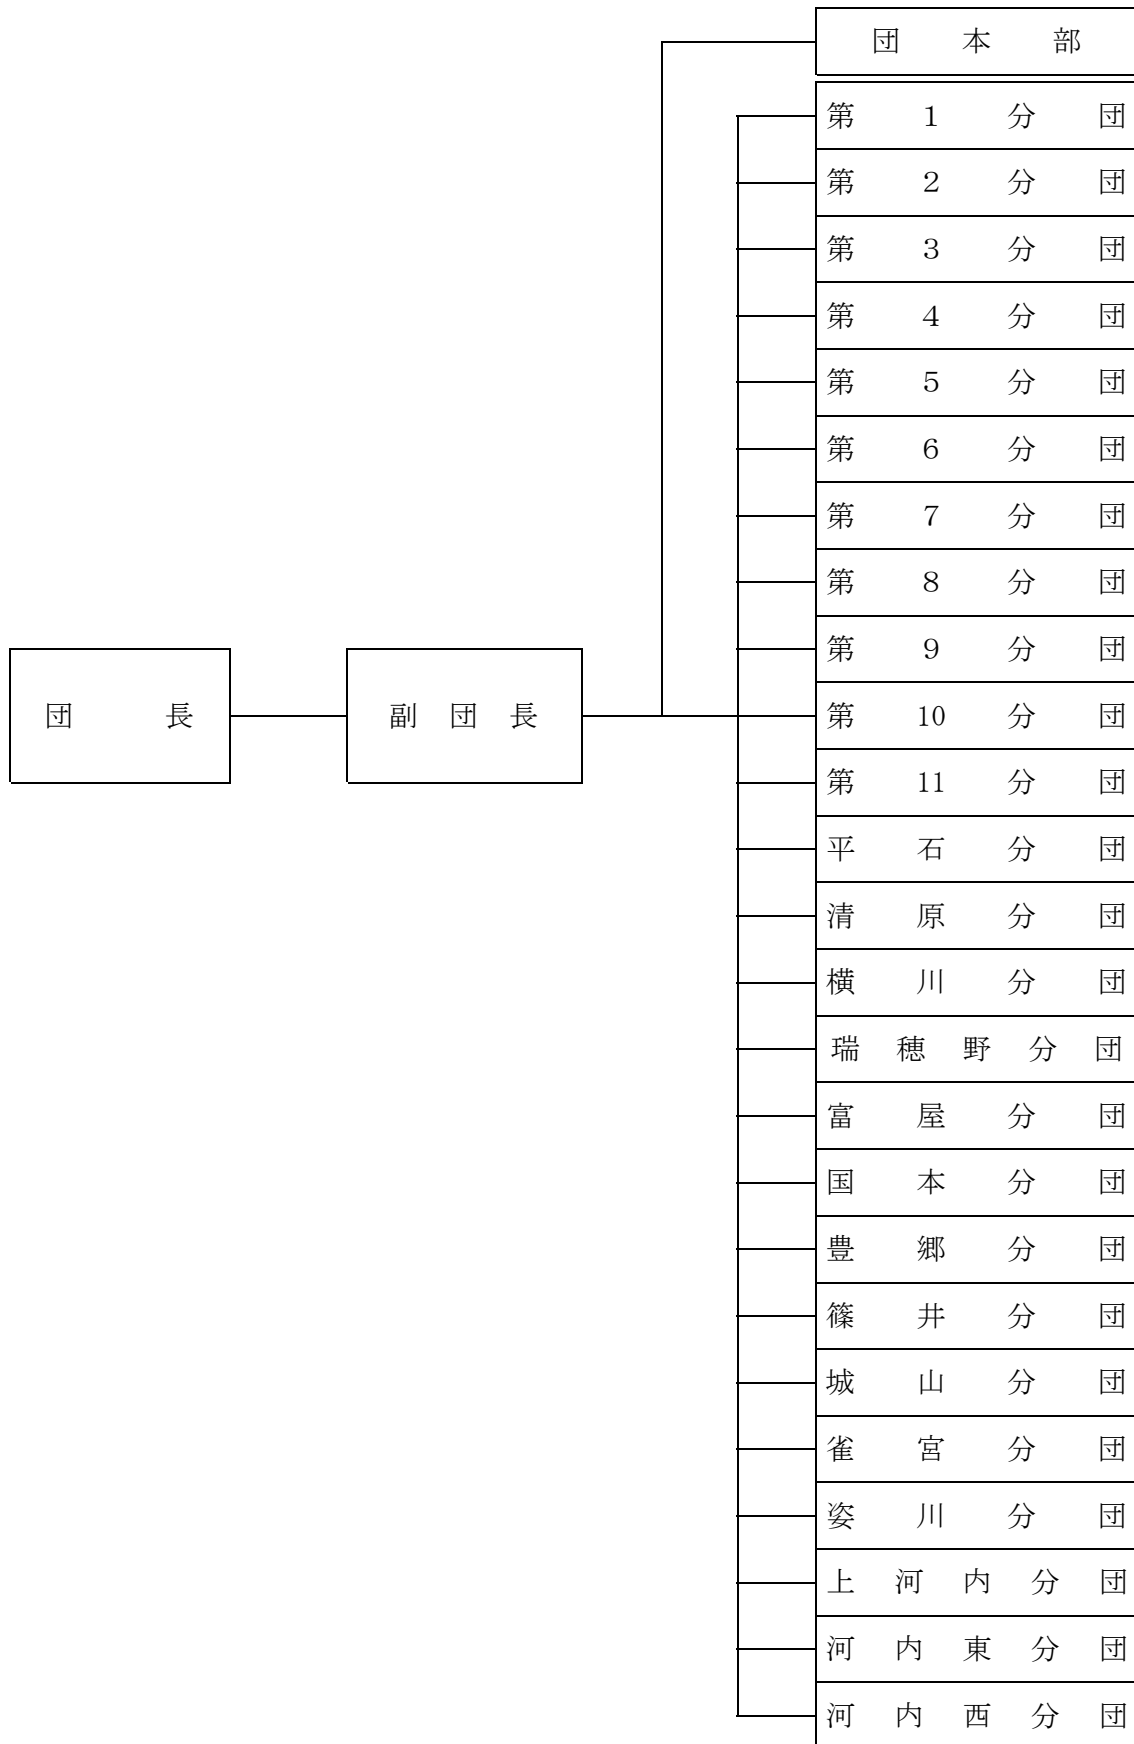 団本部
第１分団
第２分団
第３分団
第４分団
第５分団
第６分団
第７分団
第８分団
第９分団
団長
副団長
第10分団
第11分団
平石分団
清原分団
横川分団
瑞穂野分団
富屋分団
国本分団
豊郷分団
篠井分団
城山分団
雀宮分団
姿川分団
上河内分団
河内東分団
河内西分団